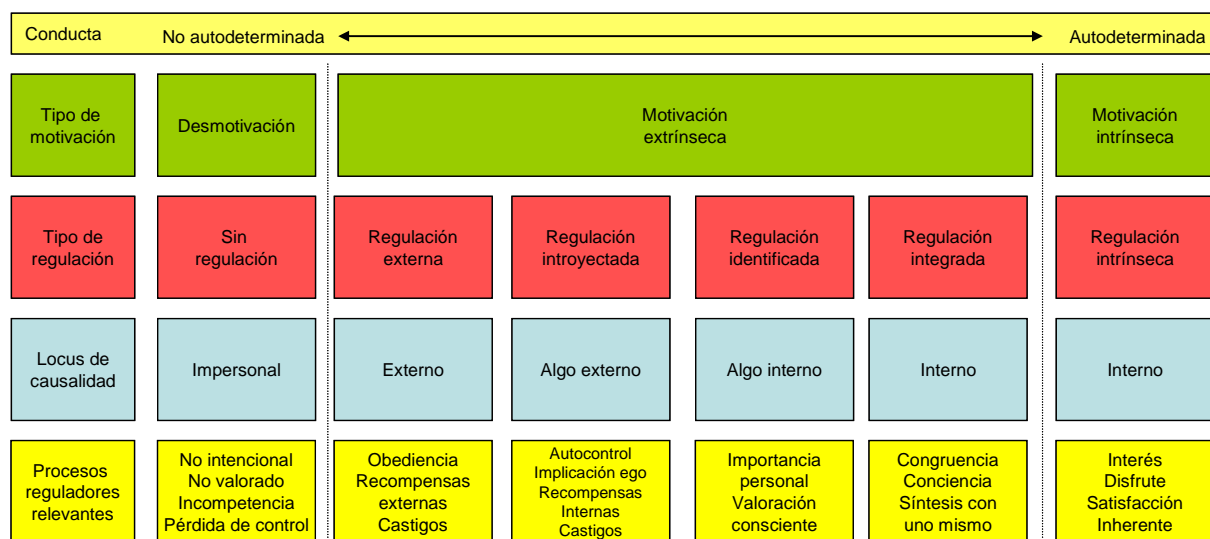 Conducta No autodeterminada Autodeterminada
Tipo de
motivación
Desmotivación
Motivación
extrínseca
Motivación
intrínseca
Tipo de
regulación
Sin
regulación
Regulación
externa
Regulación
introyectada
Regulación
identificada
Regulación
integrada
Regulación
intrínseca
Locus de
causalidad
Impersonal
Externo
Algo externo
Algo interno
Interno
Interno
Procesos
reguladores
relevantes
No intencional
No valorado
Incompetencia
Pérdida de control
Obediencia
Recompensas
externas
Castigos
Autocontrol
Implicación ego
Recompensas
Internas
Castigos
Importancia
personal
Valoración
consciente
Congruencia
Conciencia
Síntesis con
uno mismo
Interés
Disfrute
Satisfacción
Inherente